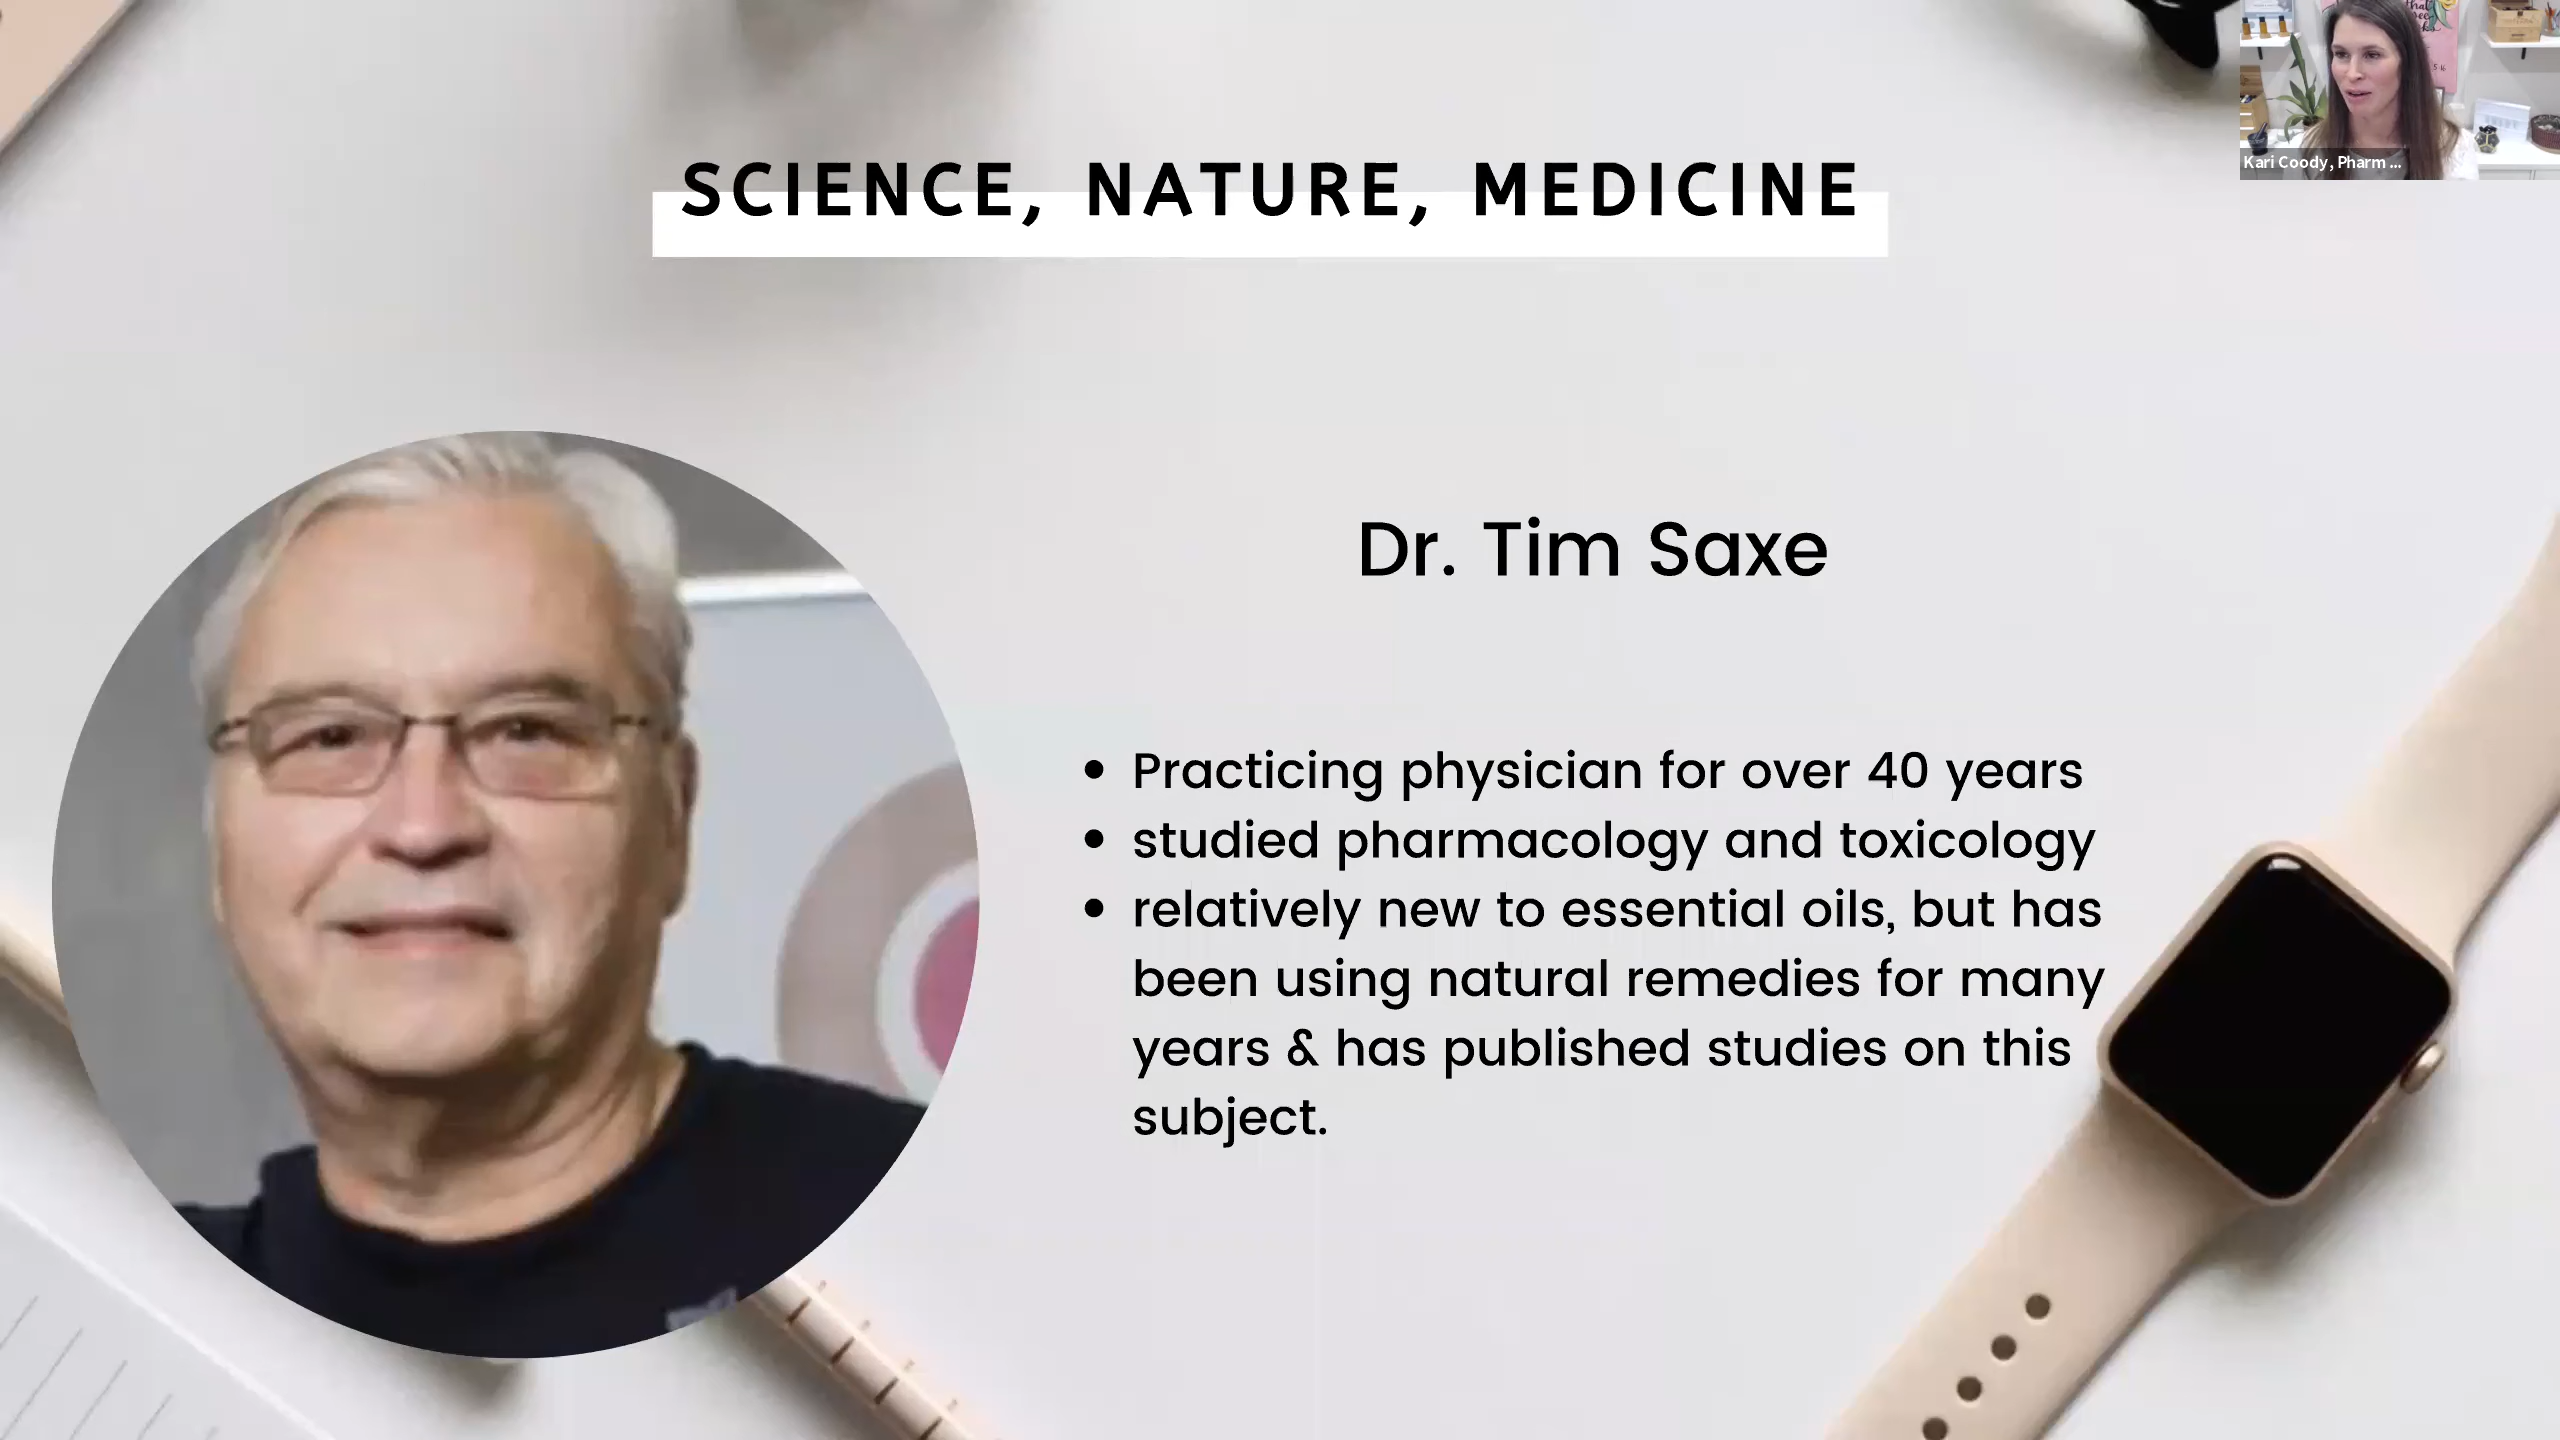 SCIENCE, NATURE, MEDICINE
Kari Coody, Pharm ...
Dr. Tim Saxe
• Practicing physician for over 40 years
• studied pharmacology and toxicology
• relatively new to essential oils, but has
been using natural remedies for many
years & has published studies on this
subject.